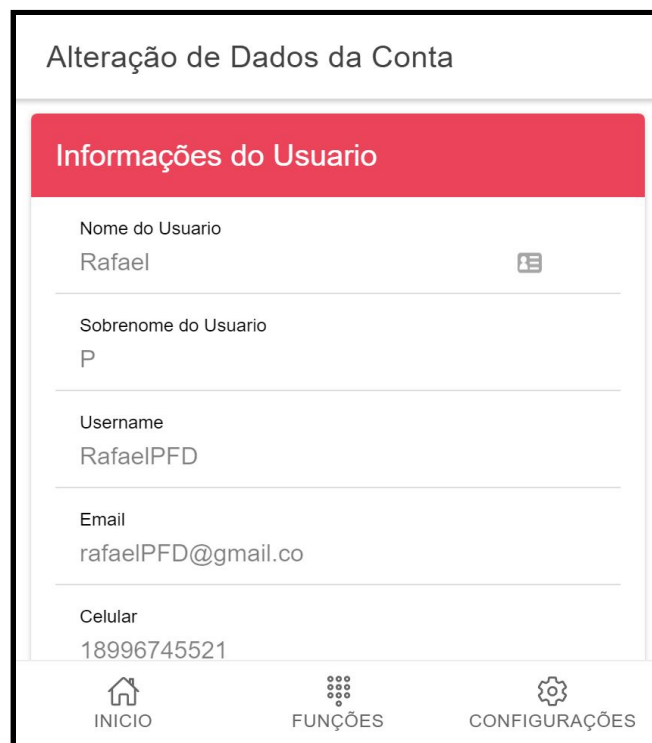 Alteração de Dados da Conta
Informações do Usuario
Nome do Usuario
Rafael
Sobrenome do Usuario
P
Username
RafaelPFD
Email
rafaelPFD@gmail.co
Celular
18996745521
INICIO
FUNÇÕES
CONFIGURAÇÕES